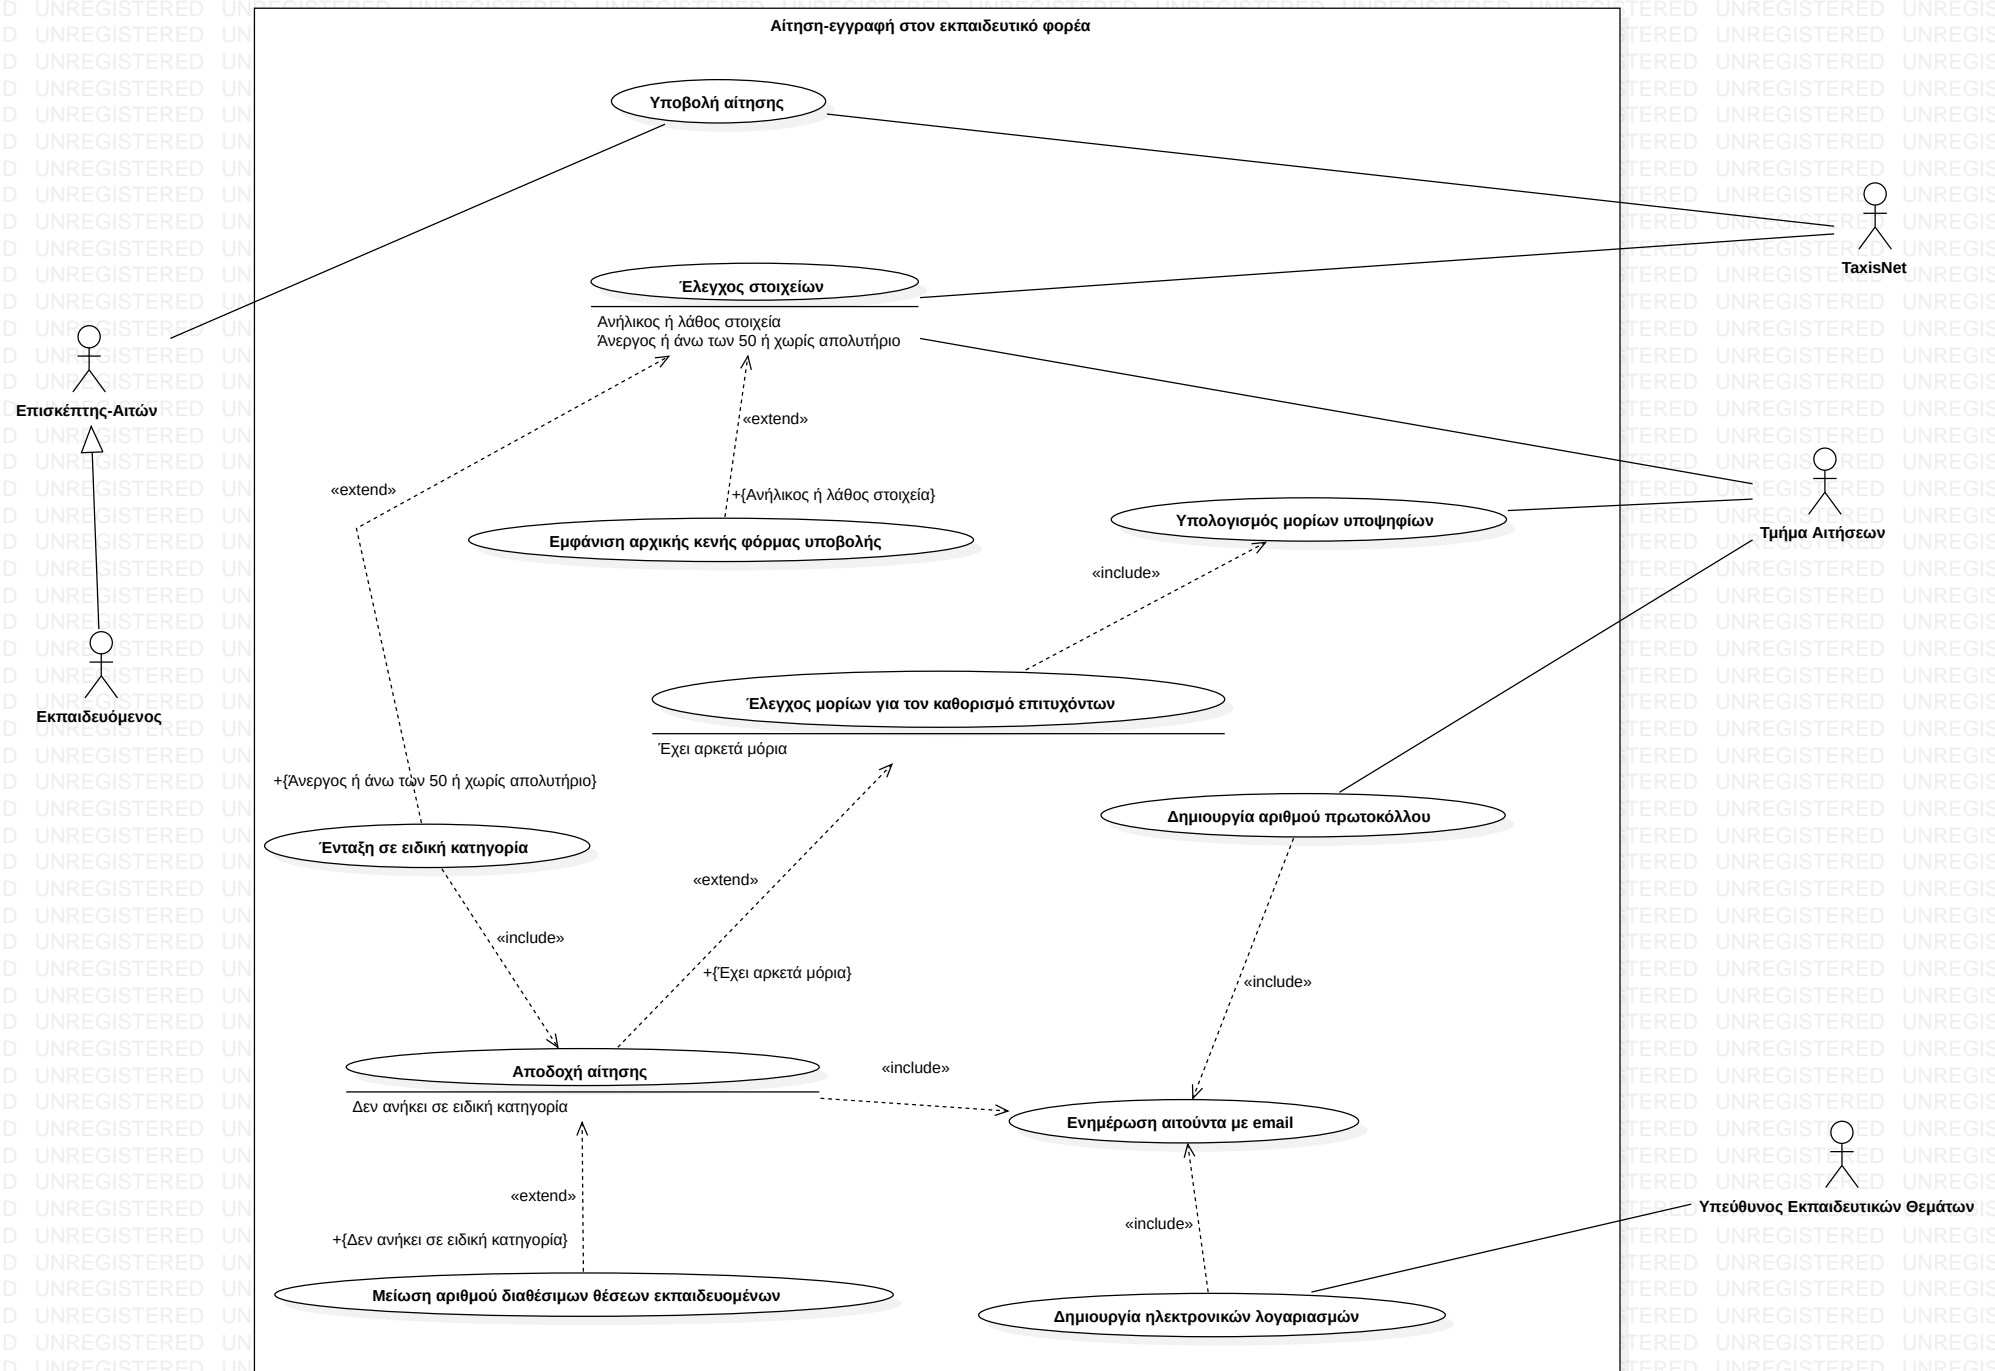 Αίτηση-εγγραφή στον εκπαιδευτικό φορέα
Υποβολή αίτησης
TaxisNet
Έλεγχος στοιχείων
Ανήλικος ή λάθος στοιχεία
Άνεργος ή άνω των 50 ή χωρίς απολυτήριο
Επισκέπτης-Αιτών
«extend»
«extend»
+{Ανήλικος ή λάθος στοιχεία}
Εμφάνιση αρχικής κενής φόρμας υποβολής
Υπολογισμός μορίων υποψηφίων
Τμήμα Αιτήσεων
«include»
Εκπαιδευόμενος
Έλεγχος μορίων για τον καθορισμό επιτυχόντων
Έχει αρκετά μόρια
+{Άνεργος ή άνω των 50 ή χωρίς απολυτήριο}
Δημιουργία αριθμού πρωτοκόλλου
Ένταξη σε ειδική κατηγορία
«extend»
«include»
+{Έχει αρκετά μόρια}
«include»
Αποδοχή αίτησης
Δεν ανήκει σε ειδική κατηγορία
«include»
Ενημέρωση αιτούντα με email
«extend»
+{Δεν ανήκει σε ειδική κατηγορία}
«include»
Υπεύθυνος Εκπαιδευτικών Θεμάτων
Μείωση αριθμού διαθέσιμων θέσεων εκπαιδευομένων
Δημιουργία ηλεκτρονικών λογαριασμών
UNREGISTERED